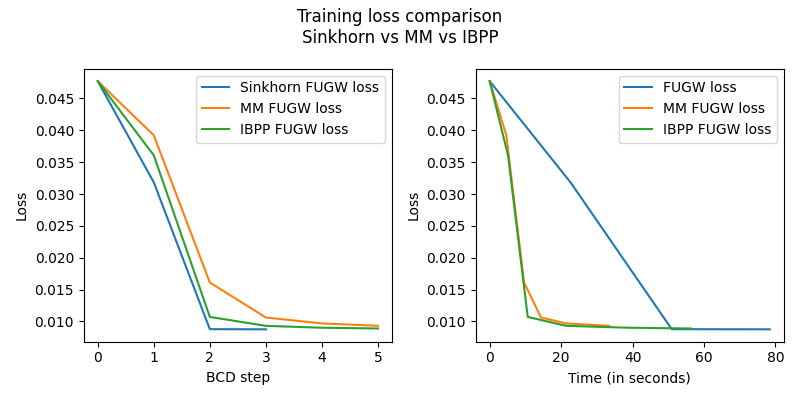 Training loss comparison
Sinkhorn vs MM vs IBPP
Loss
0.045
0.040
0.035
0.030
0.025
0.020
0.015
0.010
Sinkhorn FUGW loss
MM FUGW loss
IBPP FUGW loss
0 1 2 3 4 5
BCD step
Loss
0.045
0.040
0.035
0.030
0.025
0.020
0.015
0.010
FUGW loss
MM FUGW loss
IBPP FUGW loss
0 20 40 60 80
Time (in seconds)